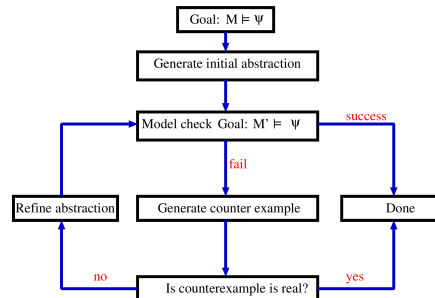 Goal: M ⊨ ψ
Generate initial abstraction
Model check Goal: M' ⊨ ψ
success
fail
Refine abstraction
Generate counter example
Done
no
Is counterexample is real?
yes